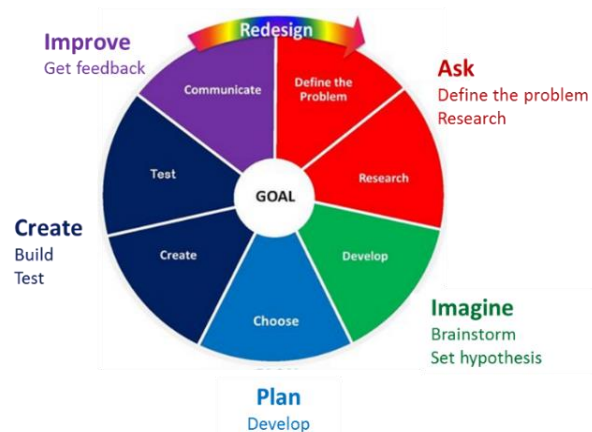 Redesign
Improve
Get feedback
Communicate
Define the
Problem
Ask
Define the problem
Research
Research
Test
GOAL
Create
Build
Test
Create
Develop
Imagine
Brainstorm
Set hypothesis
Choose
Plan
Develop